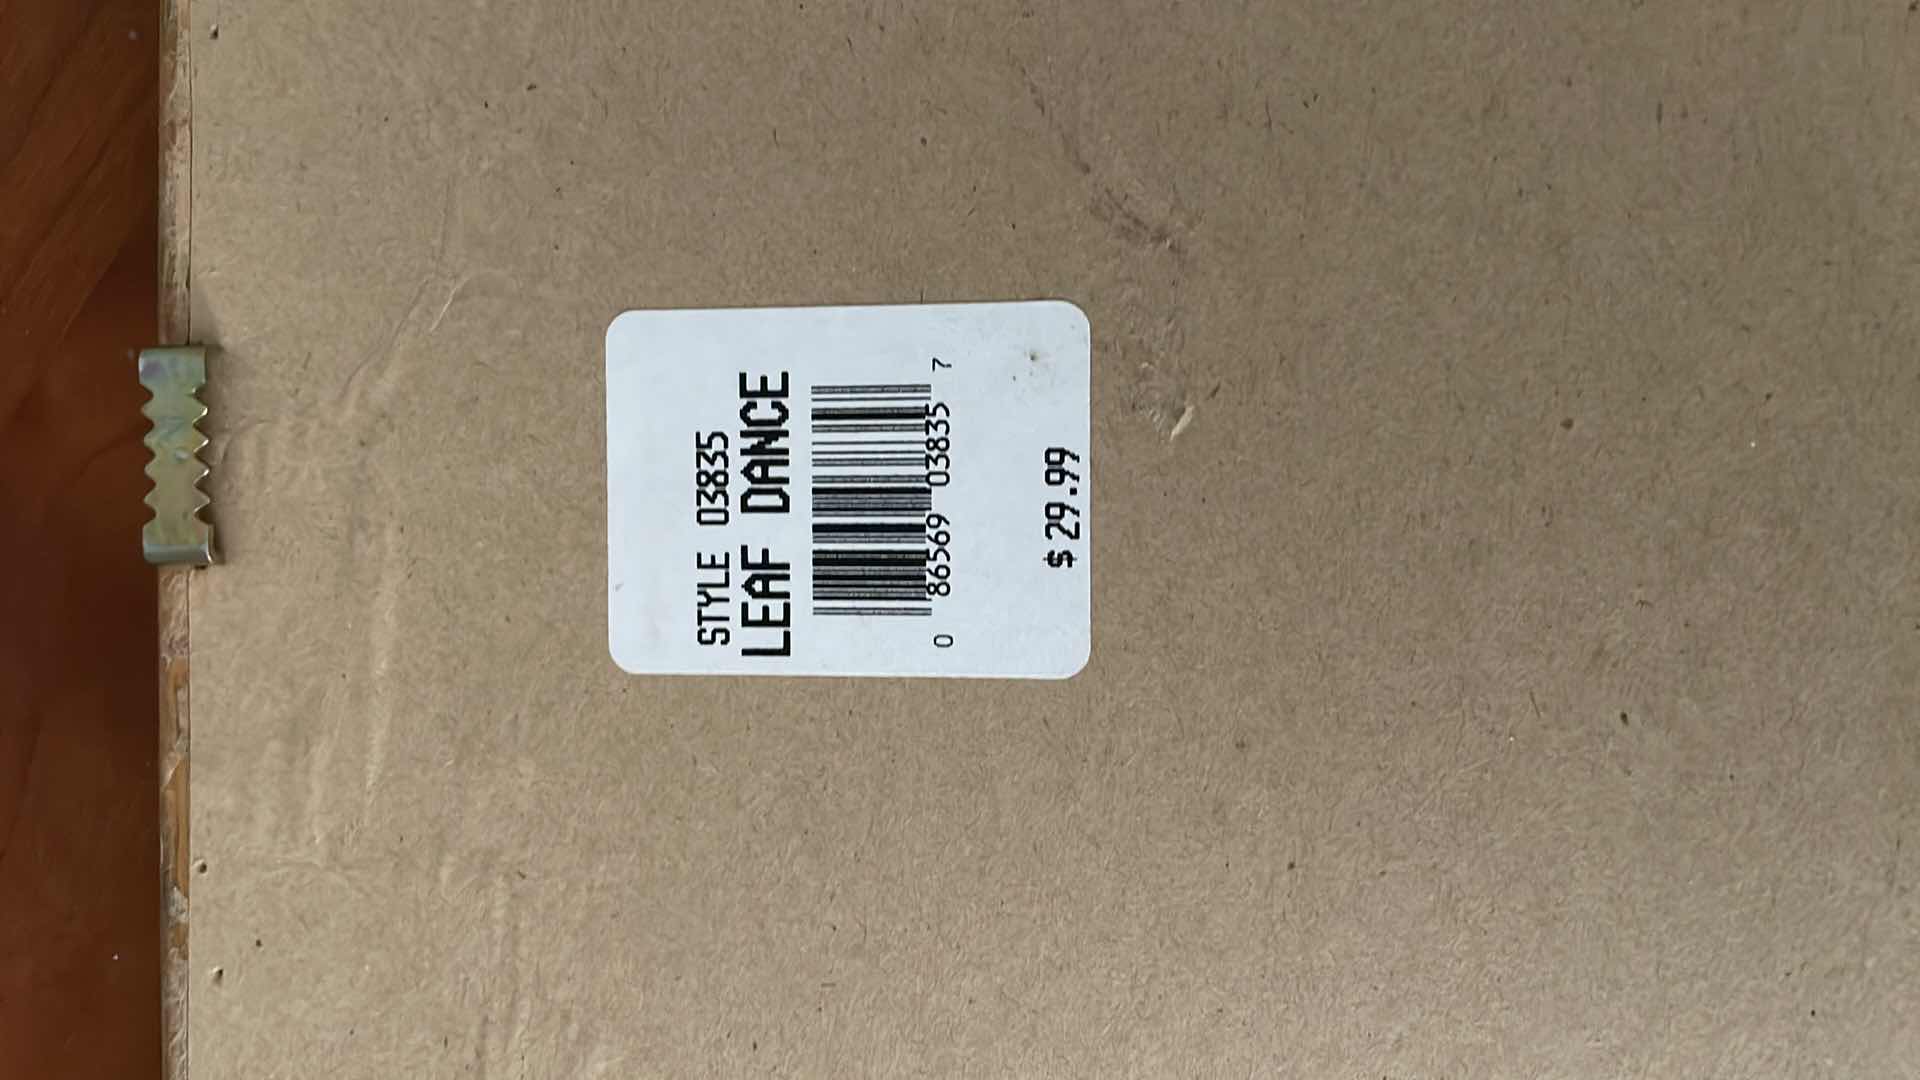 STYLE 03835
LEAF DANCE
0 86569 03835 7
$ 29.99